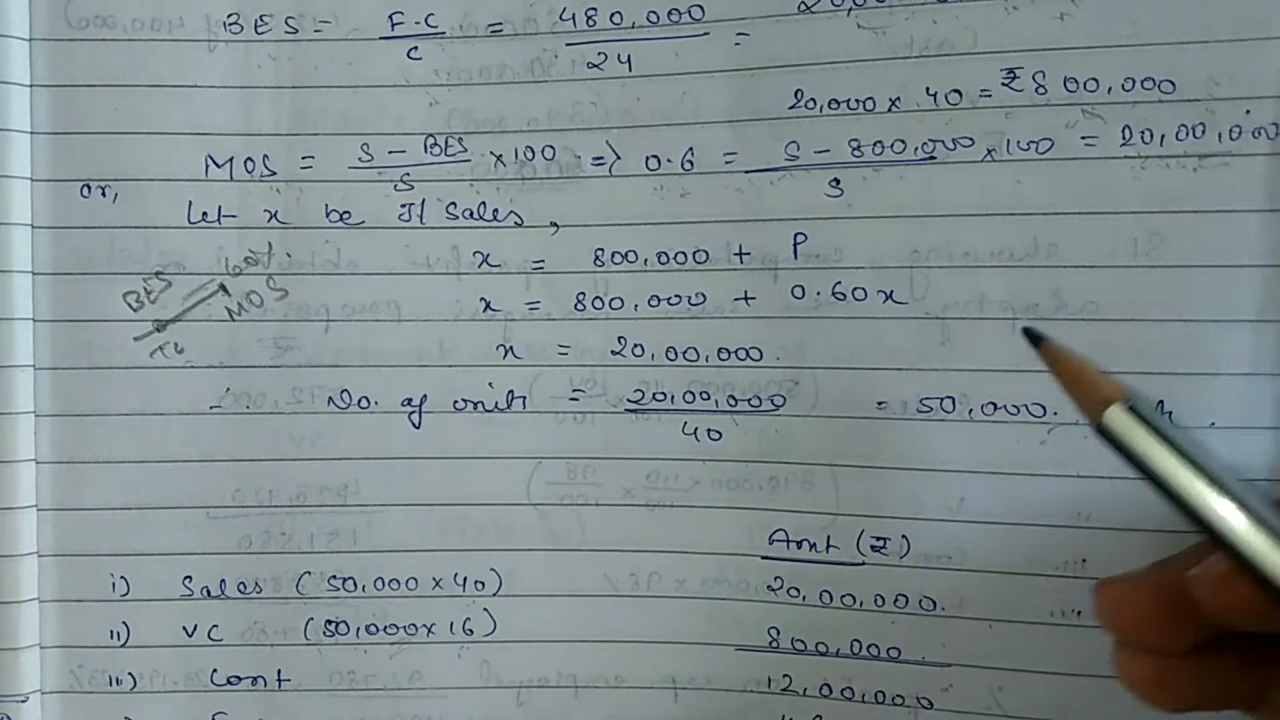 BES = F.C / C = 480,000 / 24 =
20,000 x 40 = ₹800,000
MOS = S - BES / S x 100 => 0.6 = S - 800,000 / S x 100 = 20,00,000
or,
Let x be Tl Sales,
x = 800,000 + P
BES 60%. MOS
x = 800,000 + 0.60x
x = 20,00,000.
∴ No. of units = 20,00,000 / 40 = 50,000.
Amt (₹)
i) Sales (50,000 x 40) 20,00,000.
ii) VC (50,000 x 16) 800,000.
iii) Cont 12,00,000